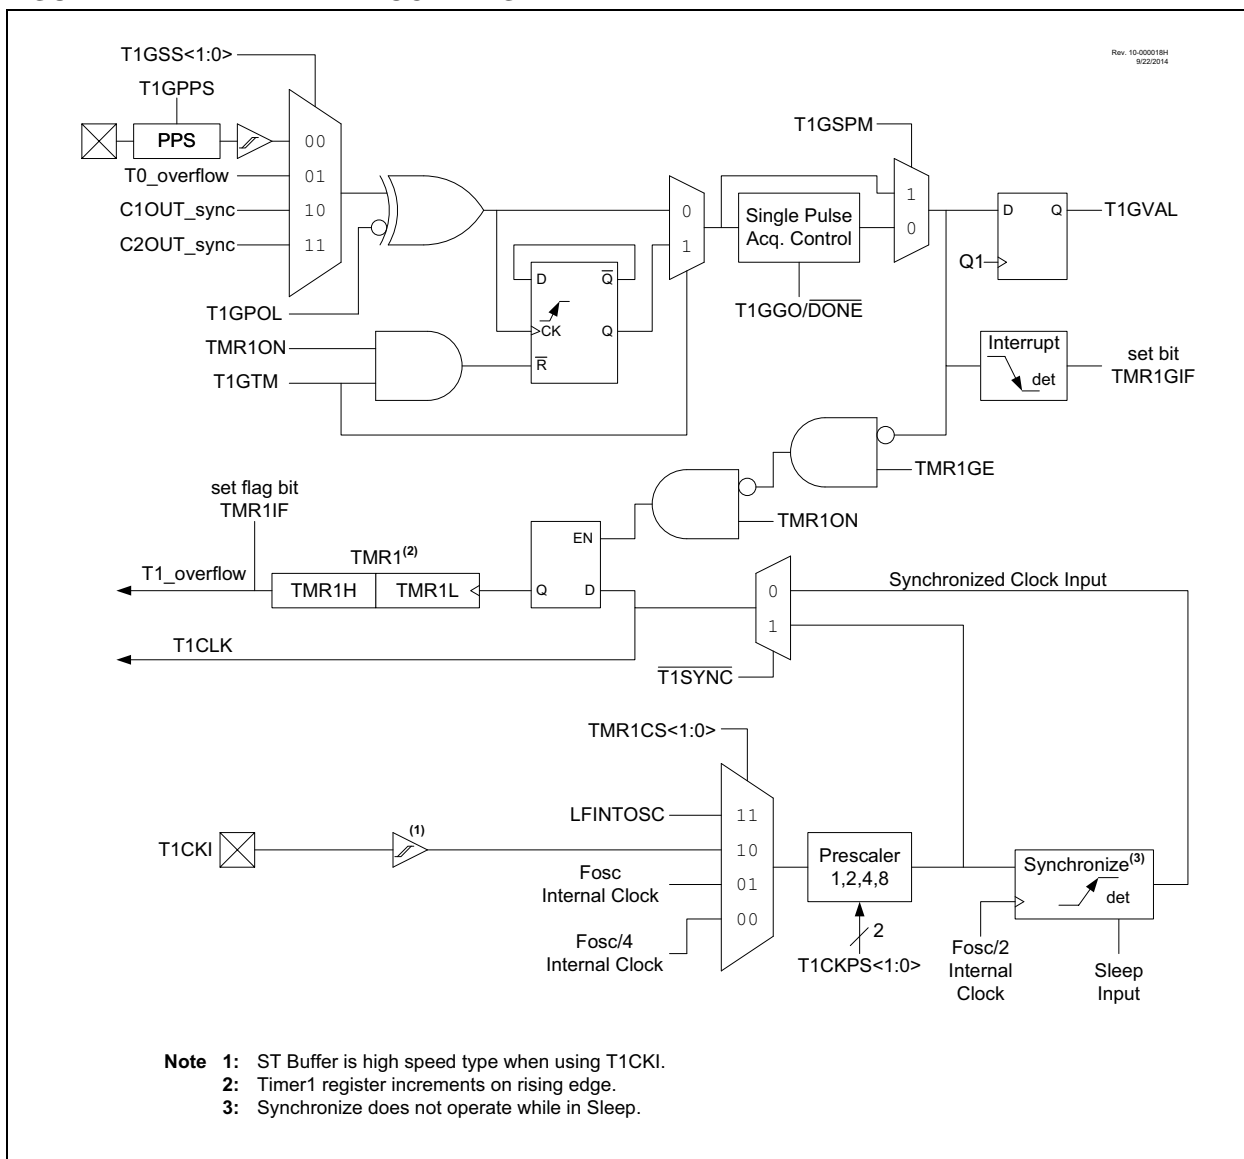 Rev. 10-000018H
9/22/2014
T1GSS<1:0>
T1GPPS
PPS
T0_overflow
C1OUT_sync
C2OUT_sync
00
01
10
11
T1GPOL
TMR1ON
T1GTM
D
Q
CK
Q
R
0
1
Single Pulse
Acq. Control
T1GGO/DONE
T1GSPM
1
0
D
Q
Q1
T1GVAL
Interrupt
det
set bit
TMR1GIF
TMR1GE
TMR1ON
set flag bit
TMR1IF
T1_overflow
TMR1(2)
TMR1H
TMR1L
EN
Q
D
T1CLK
0
1
Synchronized Clock Input
T1SYNC
TMR1CS<1:0>
LFINTOSC
T1CKI
(1)
Fosc
Internal Clock
Fosc/4
Internal Clock
11
10
01
00
Prescaler
1,2,4,8
2
T1CKPS<1:0>
Synchronize(3)
det
Fosc/2
Internal
Clock
Sleep
Input
Note 1: ST Buffer is high speed type when using T1CKI.
2: Timer1 register increments on rising edge.
3: Synchronize does not operate while in Sleep.